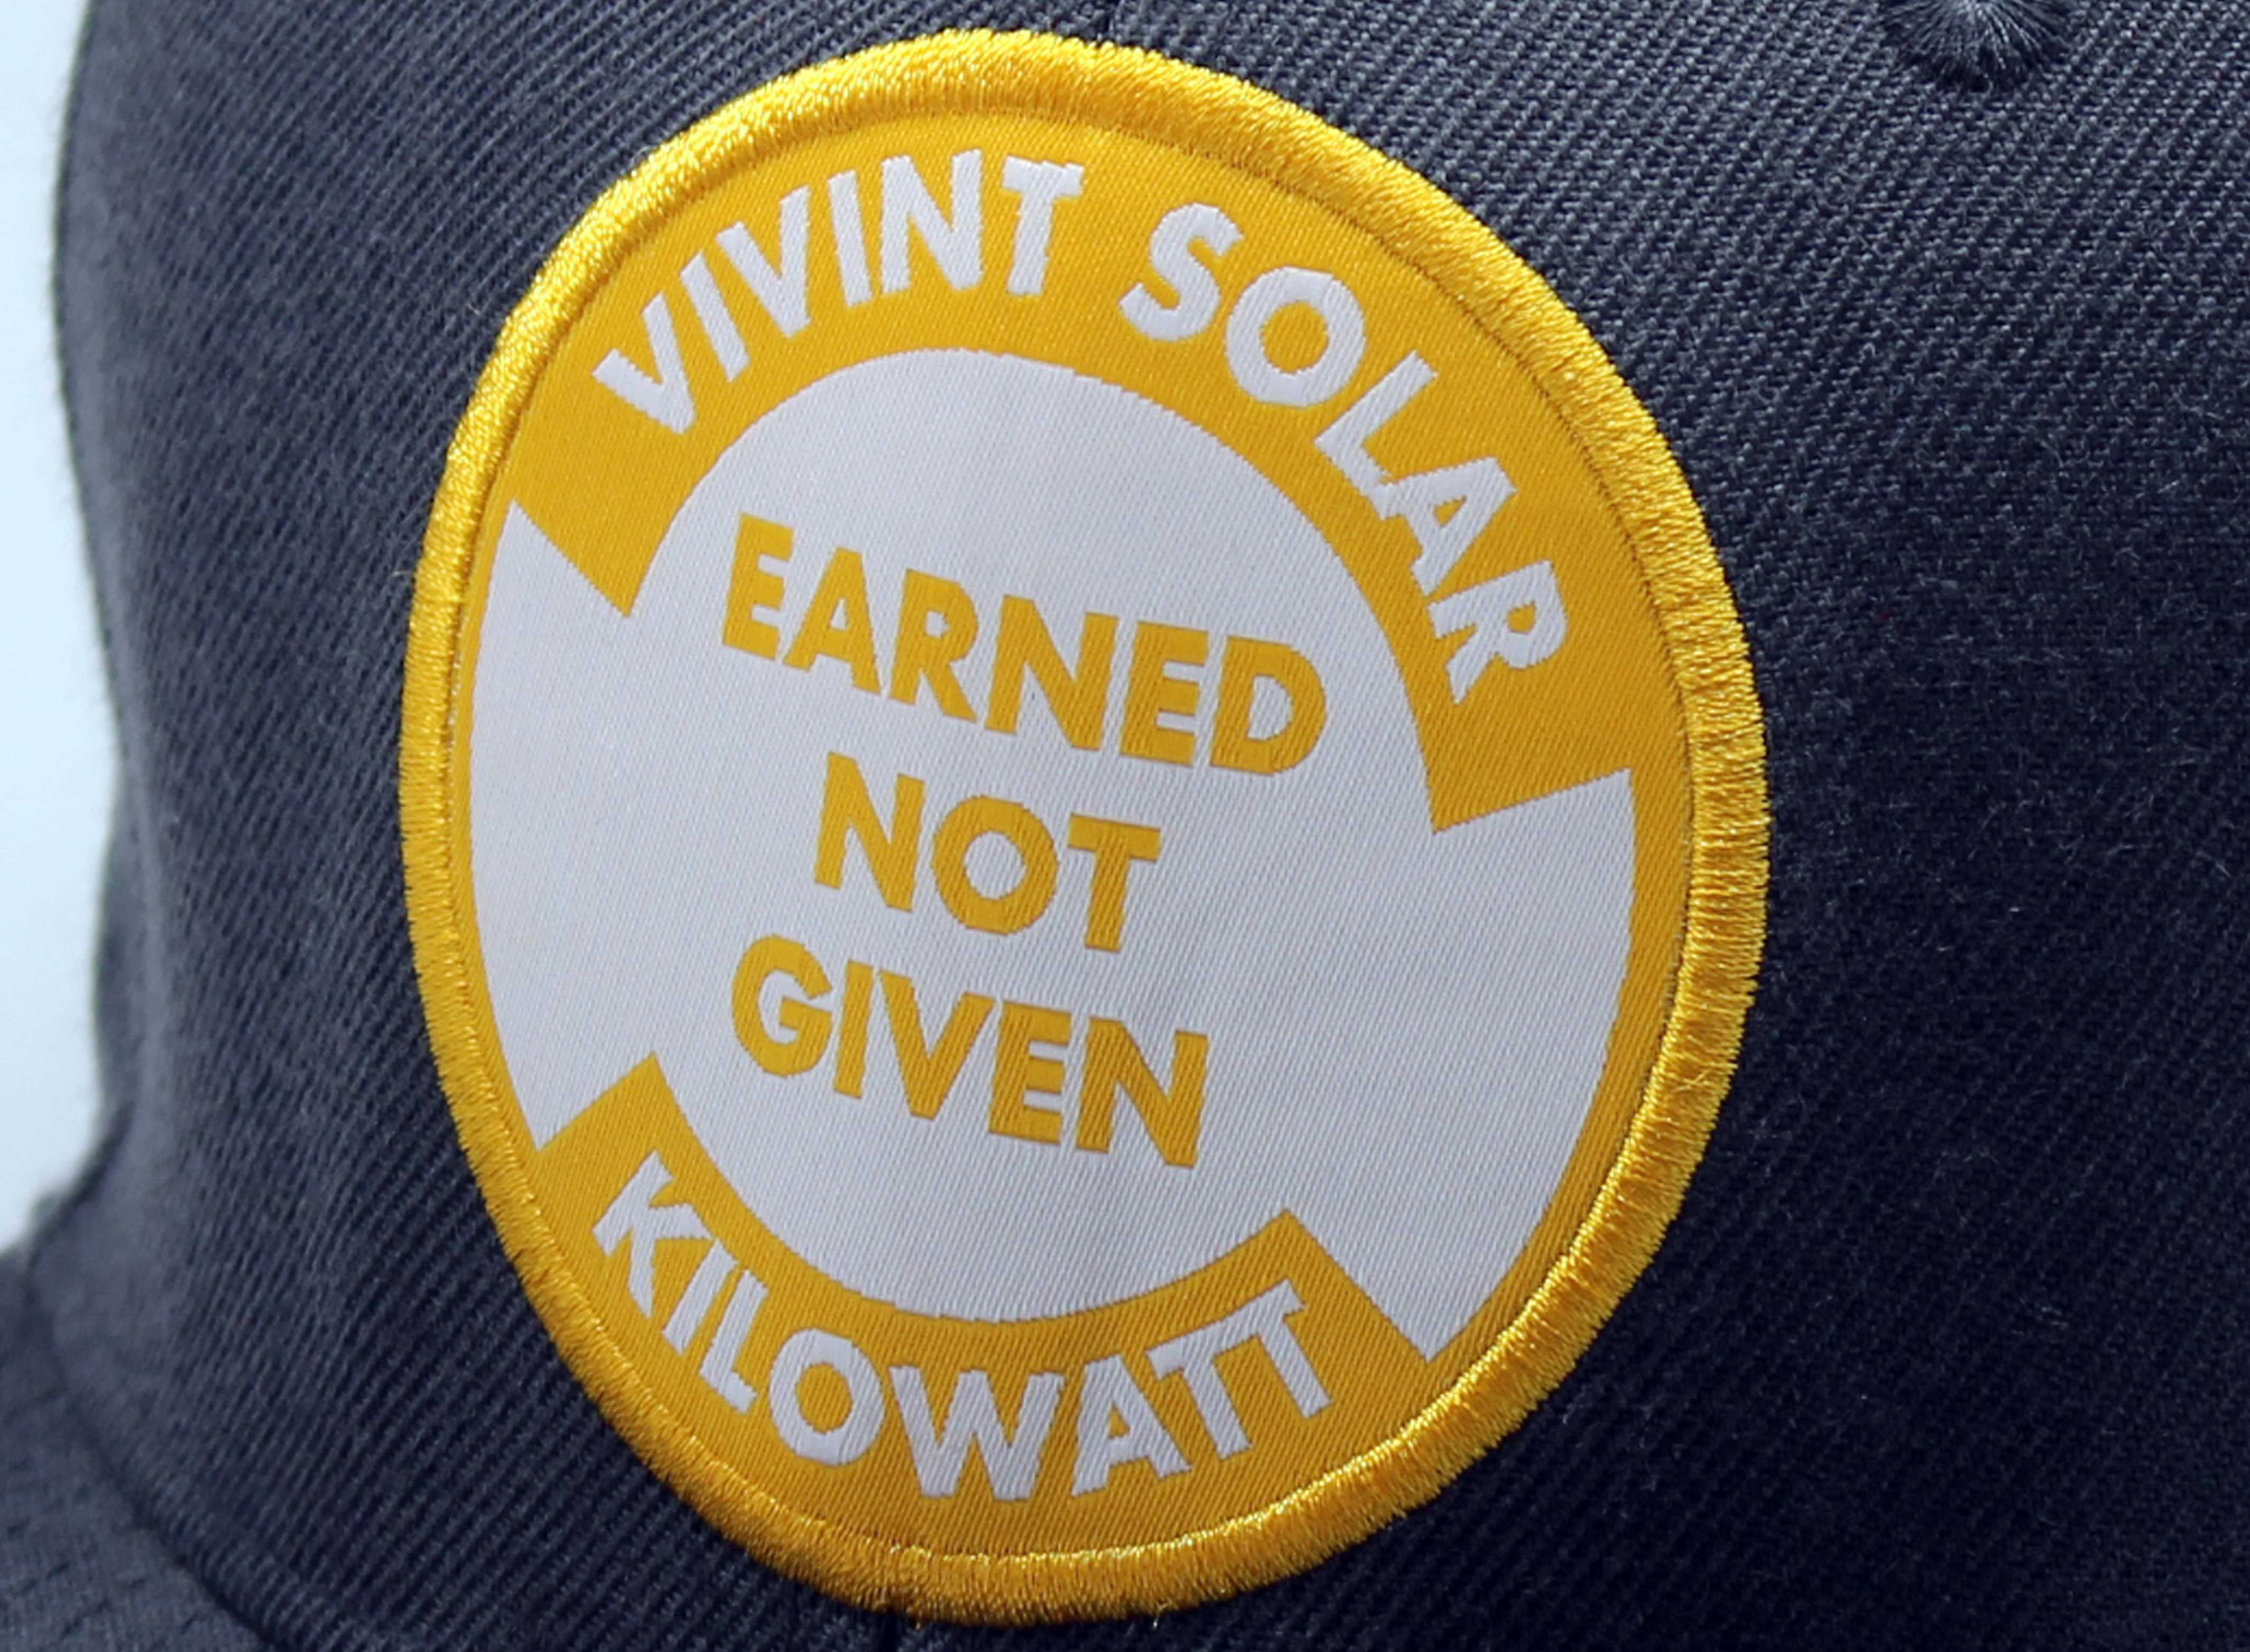 VIVINT SOLAR
EARNED
NOT
GIVEN
KILOWATT